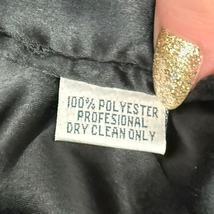 100% POLYESTER
PROFESIONAL
DRY CLEAN ONLY